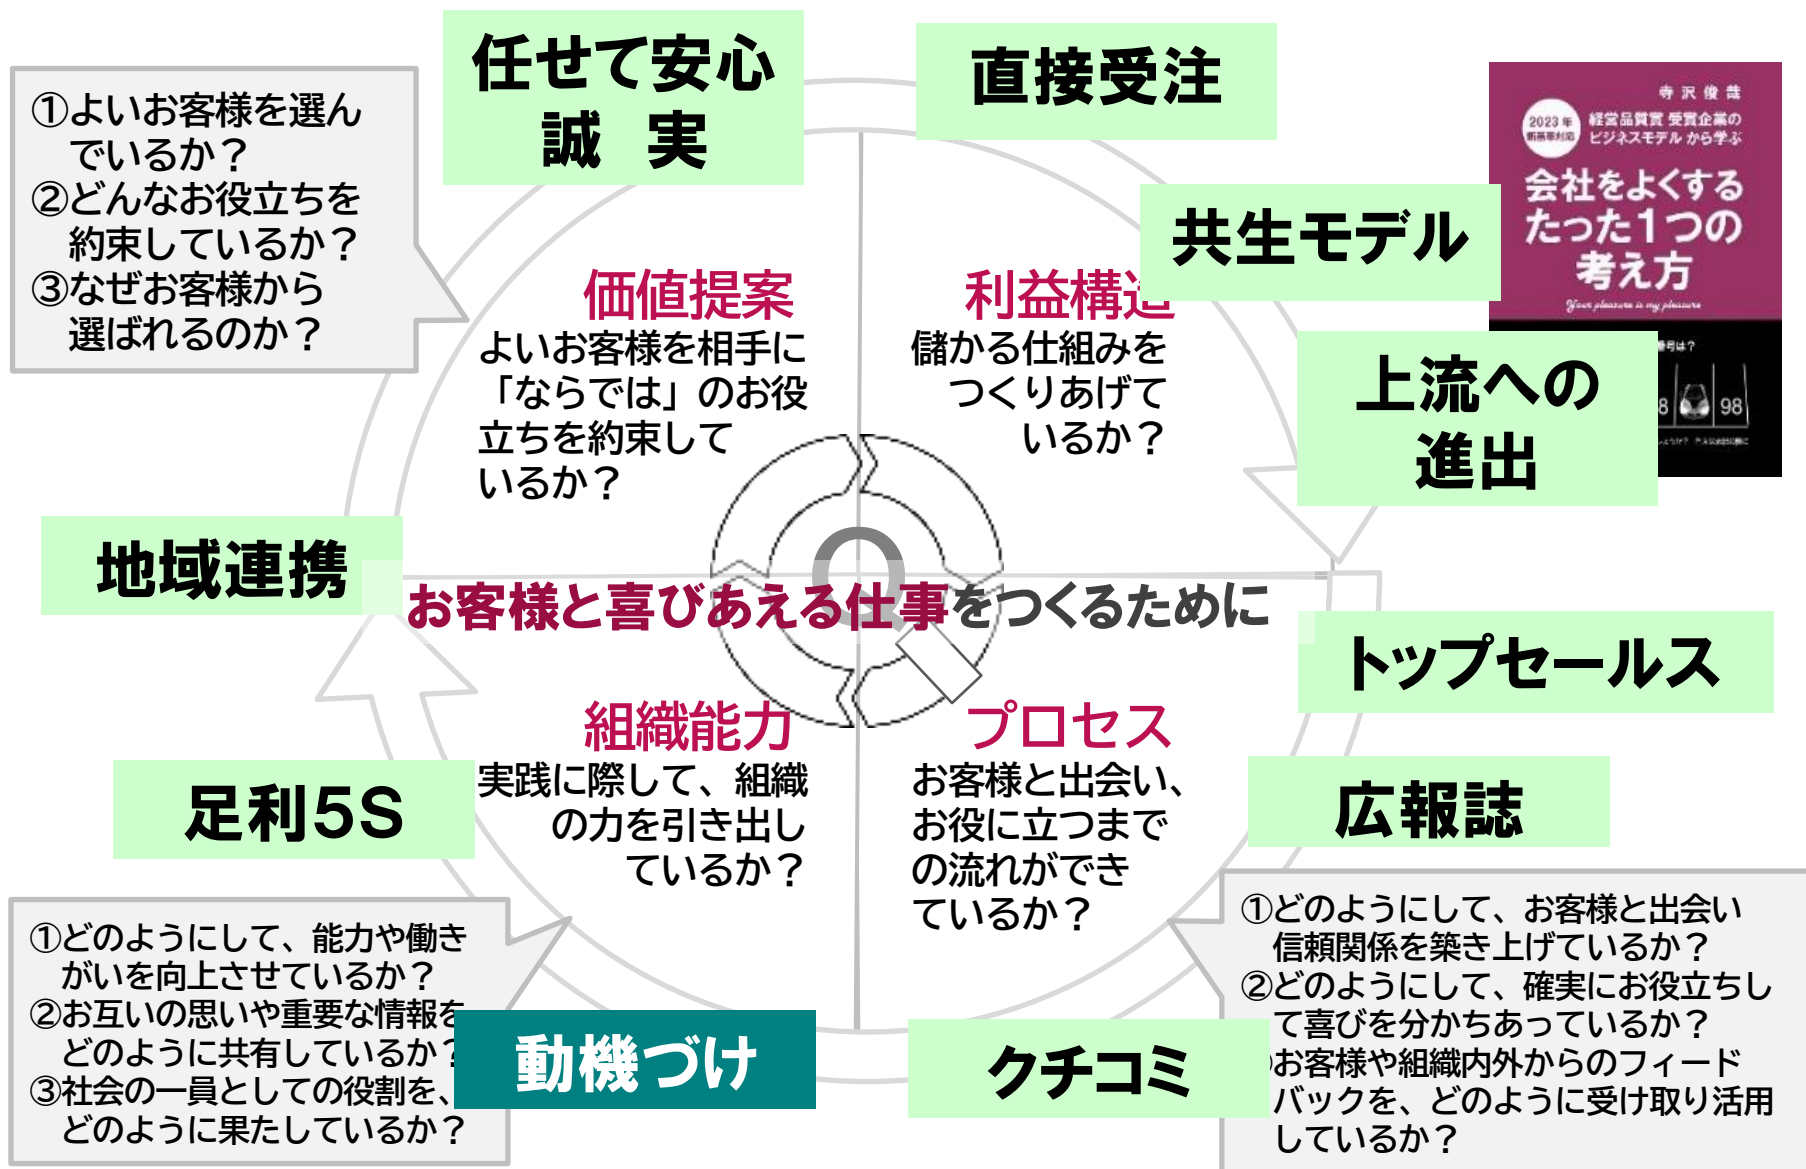 任せて安心
誠　実
直接受注
①よいお客様を選ん
でいるか？
②どんなお役立ちを
約束しているか？
③なぜお客様から
選ばれるのか？
寺沢俊哉
2023年
経営品質賞 受賞企業の
ビジネスモデルから学ぶ
会社をよくする
たった1つの
考え方
Your pleasure is my pleasure
番号は？
8
98
共生モデル
上流への
進出
価値提案
よいお客様を相手に
「ならでは」のお役
立ちを約束して
いるか？
利益構造
儲かる仕組みを
つくりあげて
いるか？
地域連携
Q
お客様と喜びあえる仕事をつくるために
トップセールス
組織能力
実践に際して、組織
の力を引き出し
ているか？
プロセス
お客様と出会い、
お役に立つまで
の流れができ
ているか？
足利5S
広報誌
①どのようにして、能力や働き
がいを向上させているか？
②お互いの思いや重要な情報を
どのように共有しているか？
③社会の一員としての役割を、
どのように果たしているか？
動機づけ
クチコミ
①どのようにして、お客様と出会い
信頼関係を築き上げているか？
②どのようにして、確実にお役立ちし
て喜びを分かちあっているか？
お客様や組織内外からのフィード
バックを、どのように受け取り活用
しているか？